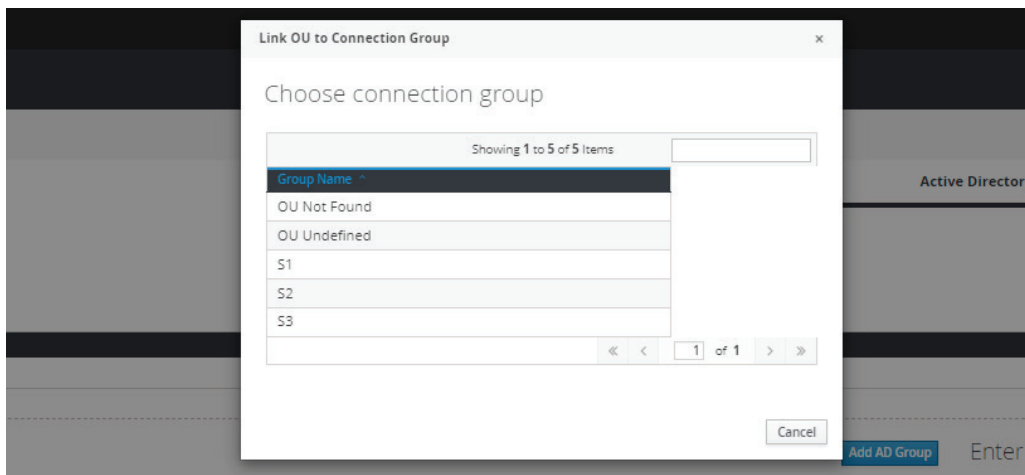 Link OU to Connection Group ×
Choose connection group
Showing 1 to 5 of 5 Items
Group Name ^
Active Director
OU Not Found
OU Undefined
S1
S2
S3
« < 1 of 1 > »
Cancel
Add AD Group Enter